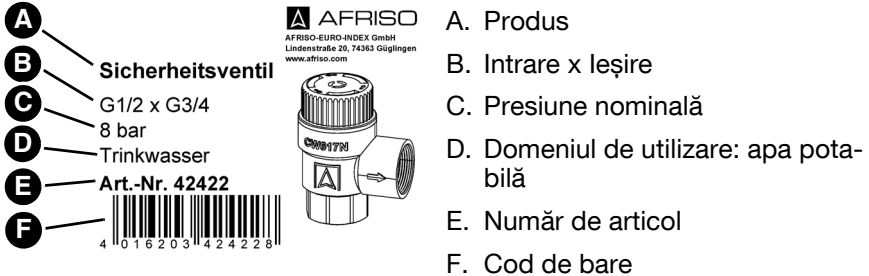 A
B
C
D
E
F
Sicherheitsventil
G1/2 x G3/4
8 bar
Trinkwasser
Art.-Nr. 42422
4 016203 424228
AFRISO
AFRISO-EURO-INDEX GmbH
Lindenstraße 20, 74363 Güglingen
www.afriso.com
CW617N
A. Produs
B. Intrare x Ieșire
C. Presiune nominală
D. Domeniul de utilizare: apa pota-
bilă
E. Număr de articol
F. Cod de bare